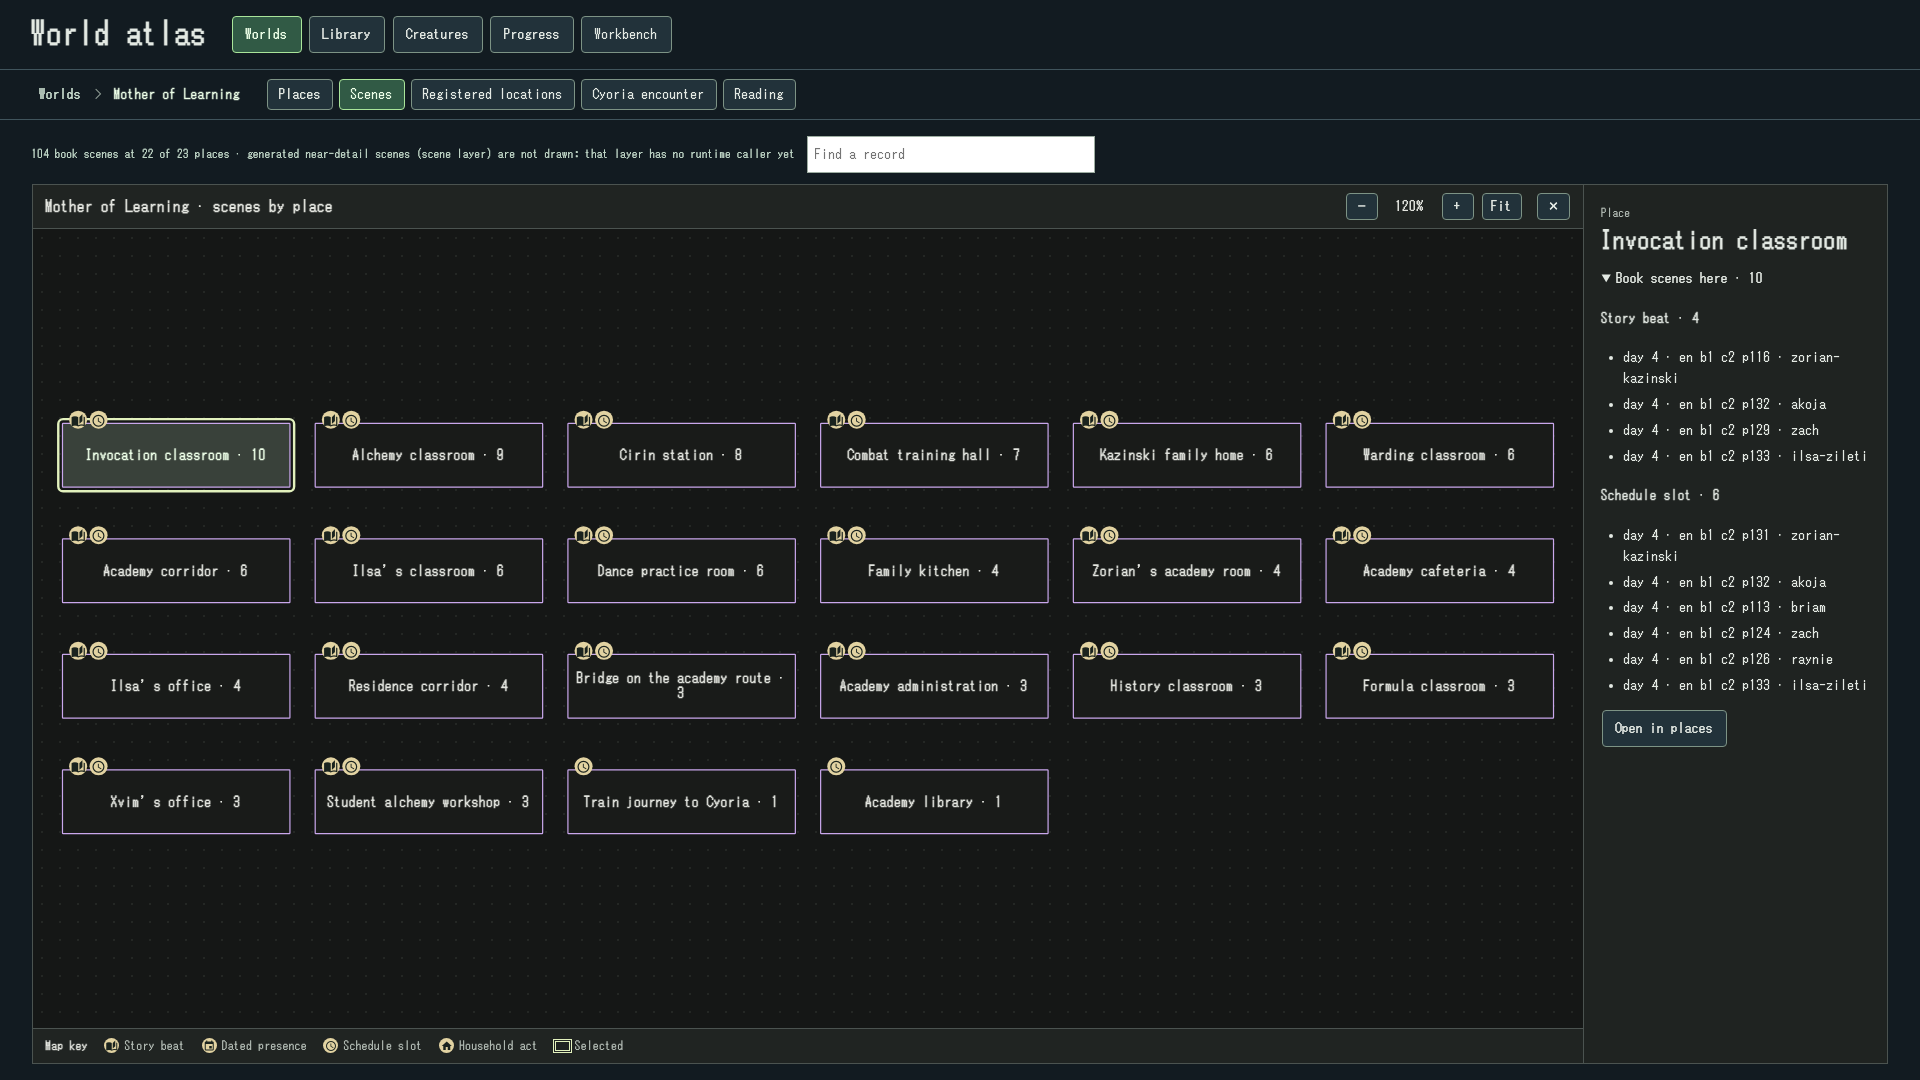 World atlas
Worlds
Library
Creatures
Progress
Workbench
Worlds > Mother of Learning
Places
Scenes
Registered locations
Cyoria encounter
Reading
104 book scenes at 22 of 23 places · generated near-detail scenes (scene layer) are not drawn: that layer has no runtime caller yet
Find a record
Mother of Learning · scenes by place
− 120% + Fit ×
Invocation classroom · 10
Alchemy classroom · 9
Cirin station · 8
Combat training hall · 7
Kazinski family home · 6
Warding classroom · 6
Academy corridor · 6
Ilsa's classroom · 6
Dance practice room · 6
Family kitchen · 4
Zorian's academy room · 4
Academy cafeteria · 4
Ilsa's office · 4
Residence corridor · 4
Bridge on the academy route ·
3
Academy administration · 3
History classroom · 3
Formula classroom · 3
Xvim's office · 3
Student alchemy workshop · 3
Train journey to Cyoria · 1
Academy library · 1
Map key
Story beat
Dated presence
Schedule slot
Household act
Selected
Place
Invocation classroom
▼ Book scenes here · 10
Story beat · 4
• day 4 · en b1 c2 p116 · zorian-
kazinski
• day 4 · en b1 c2 p132 · akoja
• day 4 · en b1 c2 p129 · zach
• day 4 · en b1 c2 p133 · ilsa-zileti
Schedule slot · 6
• day 4 · en b1 c2 p131 · zorian-
kazinski
• day 4 · en b1 c2 p132 · akoja
• day 4 · en b1 c2 p113 · briam
• day 4 · en b1 c2 p124 · zach
• day 4 · en b1 c2 p126 · raynie
• day 4 · en b1 c2 p133 · ilsa-zileti
Open in places